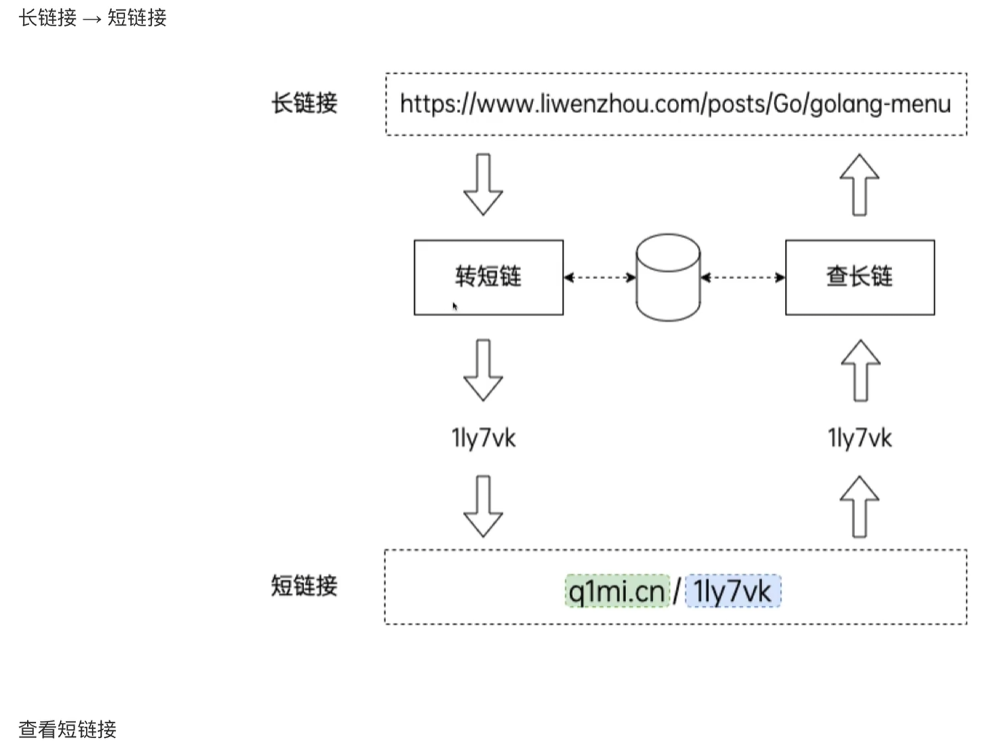 长链接 → 短链接
长链接
https://www.liwenzhou.com/posts/Go/golang-menu
转短链
查长链
1ly7vk
1ly7vk
短链接
q1mi.cn / 1ly7vk
查看短链接